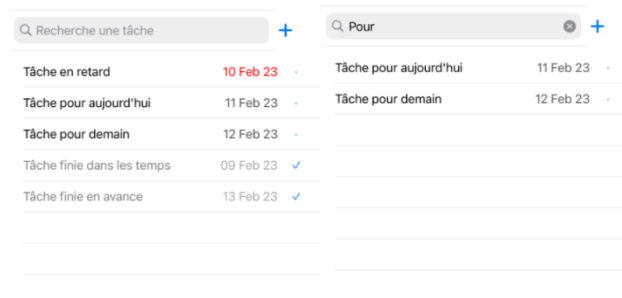 Recherche une tâche
Tâche en retard 10 Feb 23
Tâche pour aujourd'hui 11 Feb 23
Tâche pour demain 12 Feb 23
Tâche finie dans les temps 09 Feb 23
Tâche finie en avance 13 Feb 23
Pour
Tâche pour aujourd'hui 11 Feb 23
Tâche pour demain 12 Feb 23